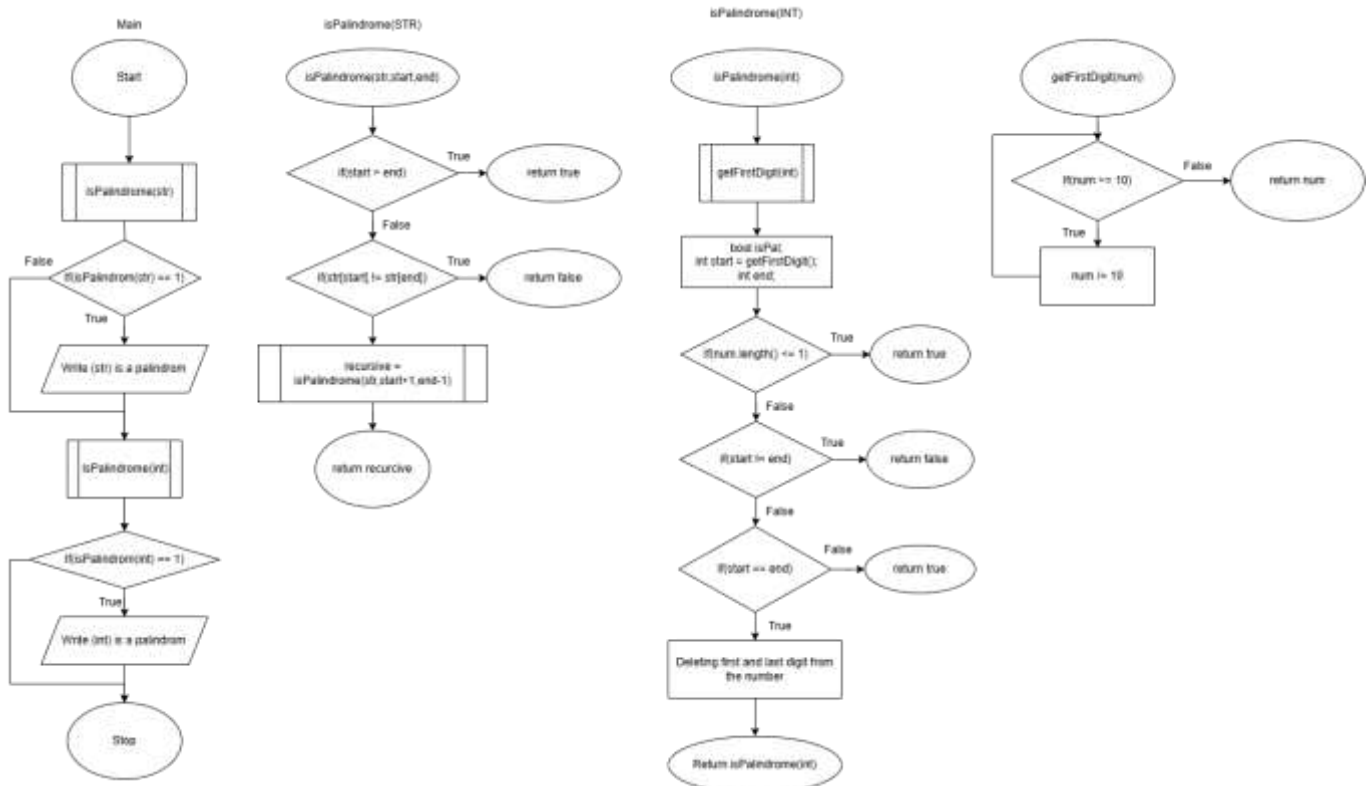 Main
Start
isPalindrome(str)
if(isPalindrom(str) == 1)
False
True
Write (str) is a palindrom
isPalindrome(int)
if(isPalindrom(int) == 1)
True
Write (int) is a palindrom
Stop
isPalindrome(STR)
isPalindrome(str,start,end)
if(start > end)
True
return true
False
if(str[start] != str[end])
True
return false
recursive =
isPalindrome(str,start+1,end-1)
return recurcive
isPalindrome(INT)
isPalindrome(int)
getFirstDigit(int)
bool isPal;
int start = getFirstDigit();
int end;
if(num.length() <= 1)
True
return true
False
if(start != end)
True
return false
False
if(start == end)
False
return true
True
Deleting first and last digit from
the number
Return isPalindrome(int)
getFirstDigit(num)
if(num >= 10)
False
return num
True
num /= 10